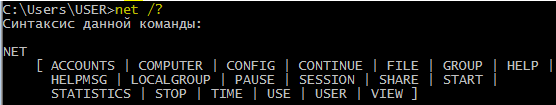 C:\Users\USER>net /?
Синтаксис данной команды:
NET
[ ACCOUNTS | COMPUTER | CONFIG | CONTINUE | FILE | GROUP | HELP |
HELPMSG | LOCALGROUP | PAUSE | SESSION | SHARE | START |
STATISTICS | STOP | TIME | USE | USER | VIEW ]